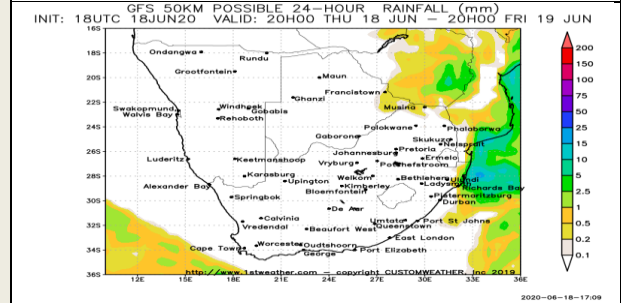 GFS 50KM POSSIBLE 24-HOUR RAINFALL (mm)
INIT: 18UTC 18JUN20 VALID: 20H00 THU 18 JUN - 20H00 FRI 19 JUN
16S
18S
20S
22S
24S
26S
28S
30S
32S
34S
36S
Ondangwa
Rundu
Grootfontein
Maun
Francistown
Ghanzi
Musina
Swakopmund
Windhoek
Gobabis
Walvis Bay
Rehoboth
Polokwane
Phalaborwa
Gaborone
Skukuza
Pretoria
Nelspruit
Johannesburg
Ermelo
Luderitz
Keetmanshoop
Vryburg
Potchefstroom
Karasburg
Upington
Welkom
Bethlehem
Ulundi
Alexander Bay
Kimberley
Ladysmith
Richards Bay
Bloemfontein
Springbok
Pietermaritzburg
Durban
De Aar
Calvinia
Umtata
Port St Johns
Vredendal
Beaufort West
Queenstown
East London
Cape Town
Worcester
Oudtshoorn
George
Port Elizabeth
http://www.1stweather.com - copyright CUSTOMWEATHER, Inc 2019
12E 15E 18E 21E 24E 27E 30E 33E 36E
200
150
100
75
50
25
15
10
5
2.5
1
0.5
0.2
0.1
2020-06-18-17:09